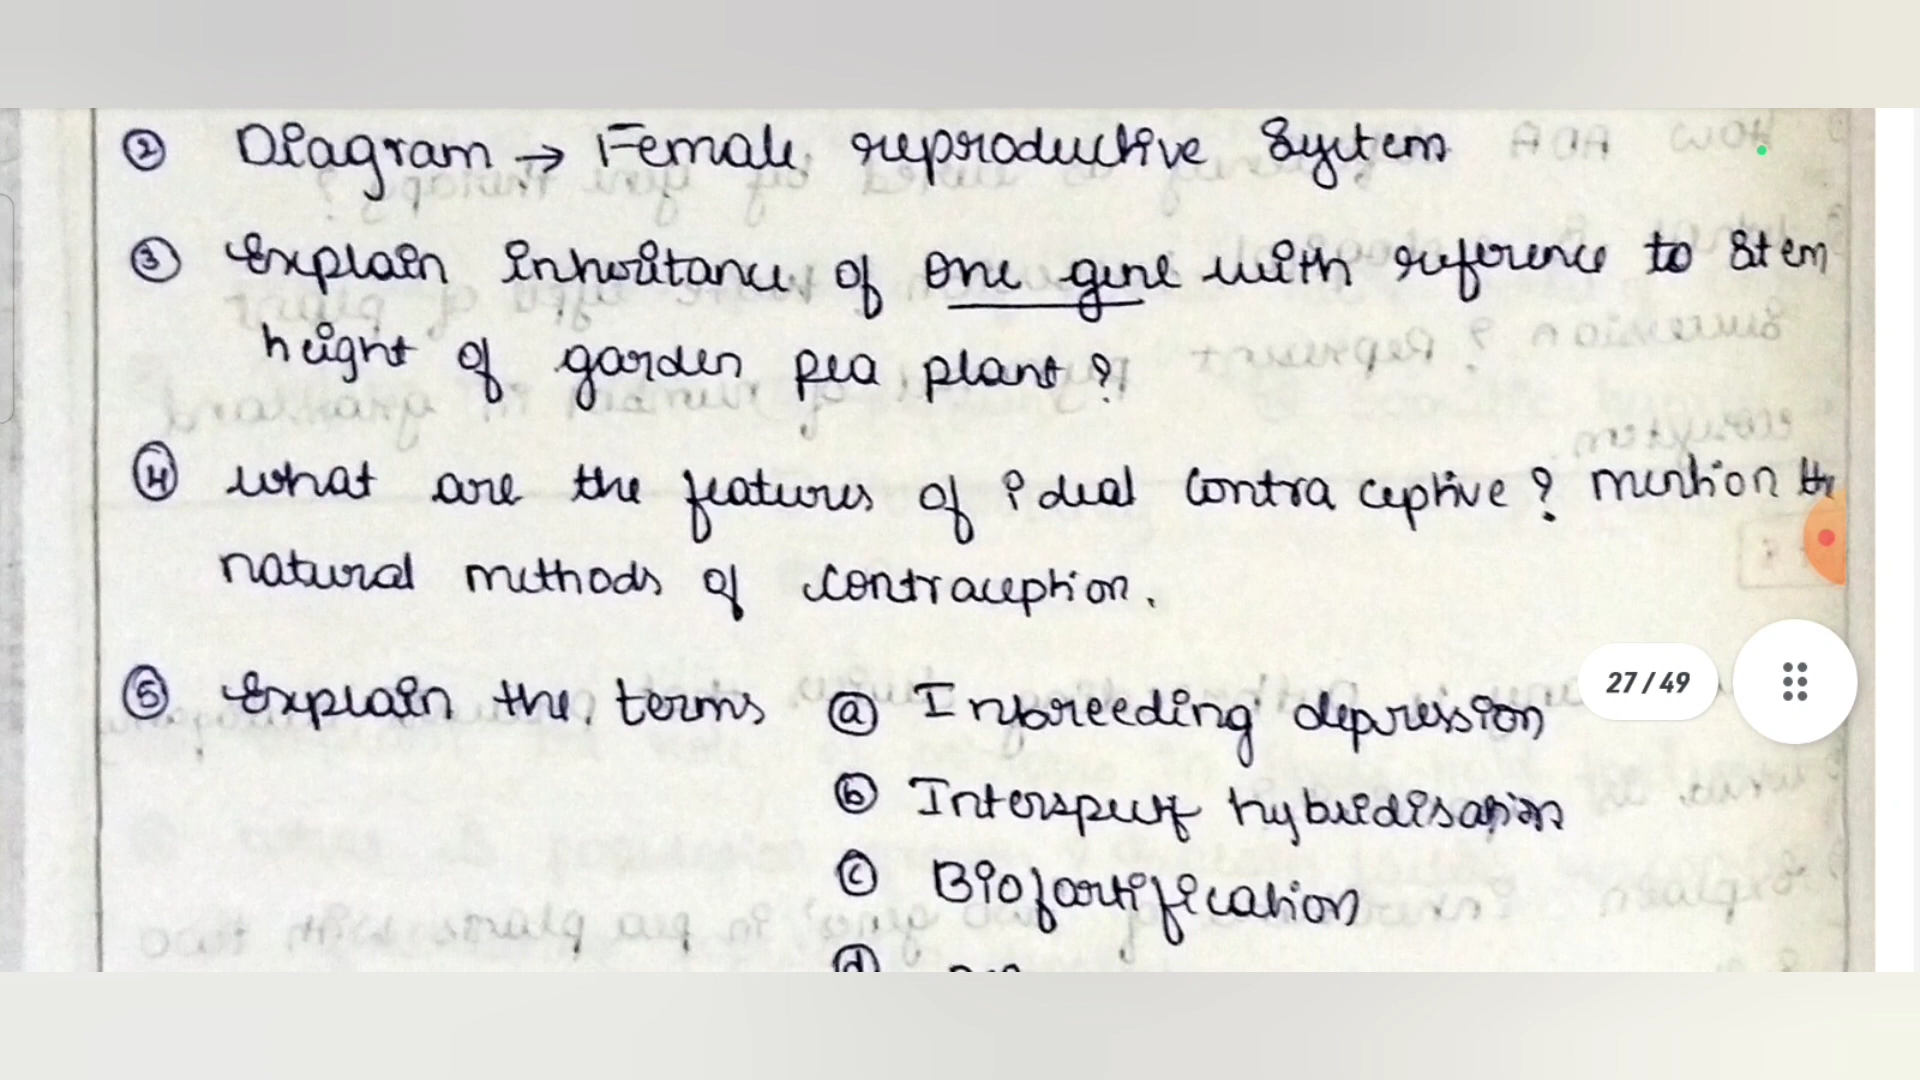 ② Diagram → Female reproductive System
③ Explain inheritance of one gene with reference to Stem
height of garden pea plant ?
④ what are the features of ideal contra ceptive ? mention the
natural methods of contraception.
27/49
⑤ Explain the terms ⓐ Inbreeding depression
ⓑ Interspecific hybridisation
ⓒ Biofortification
ⓓ